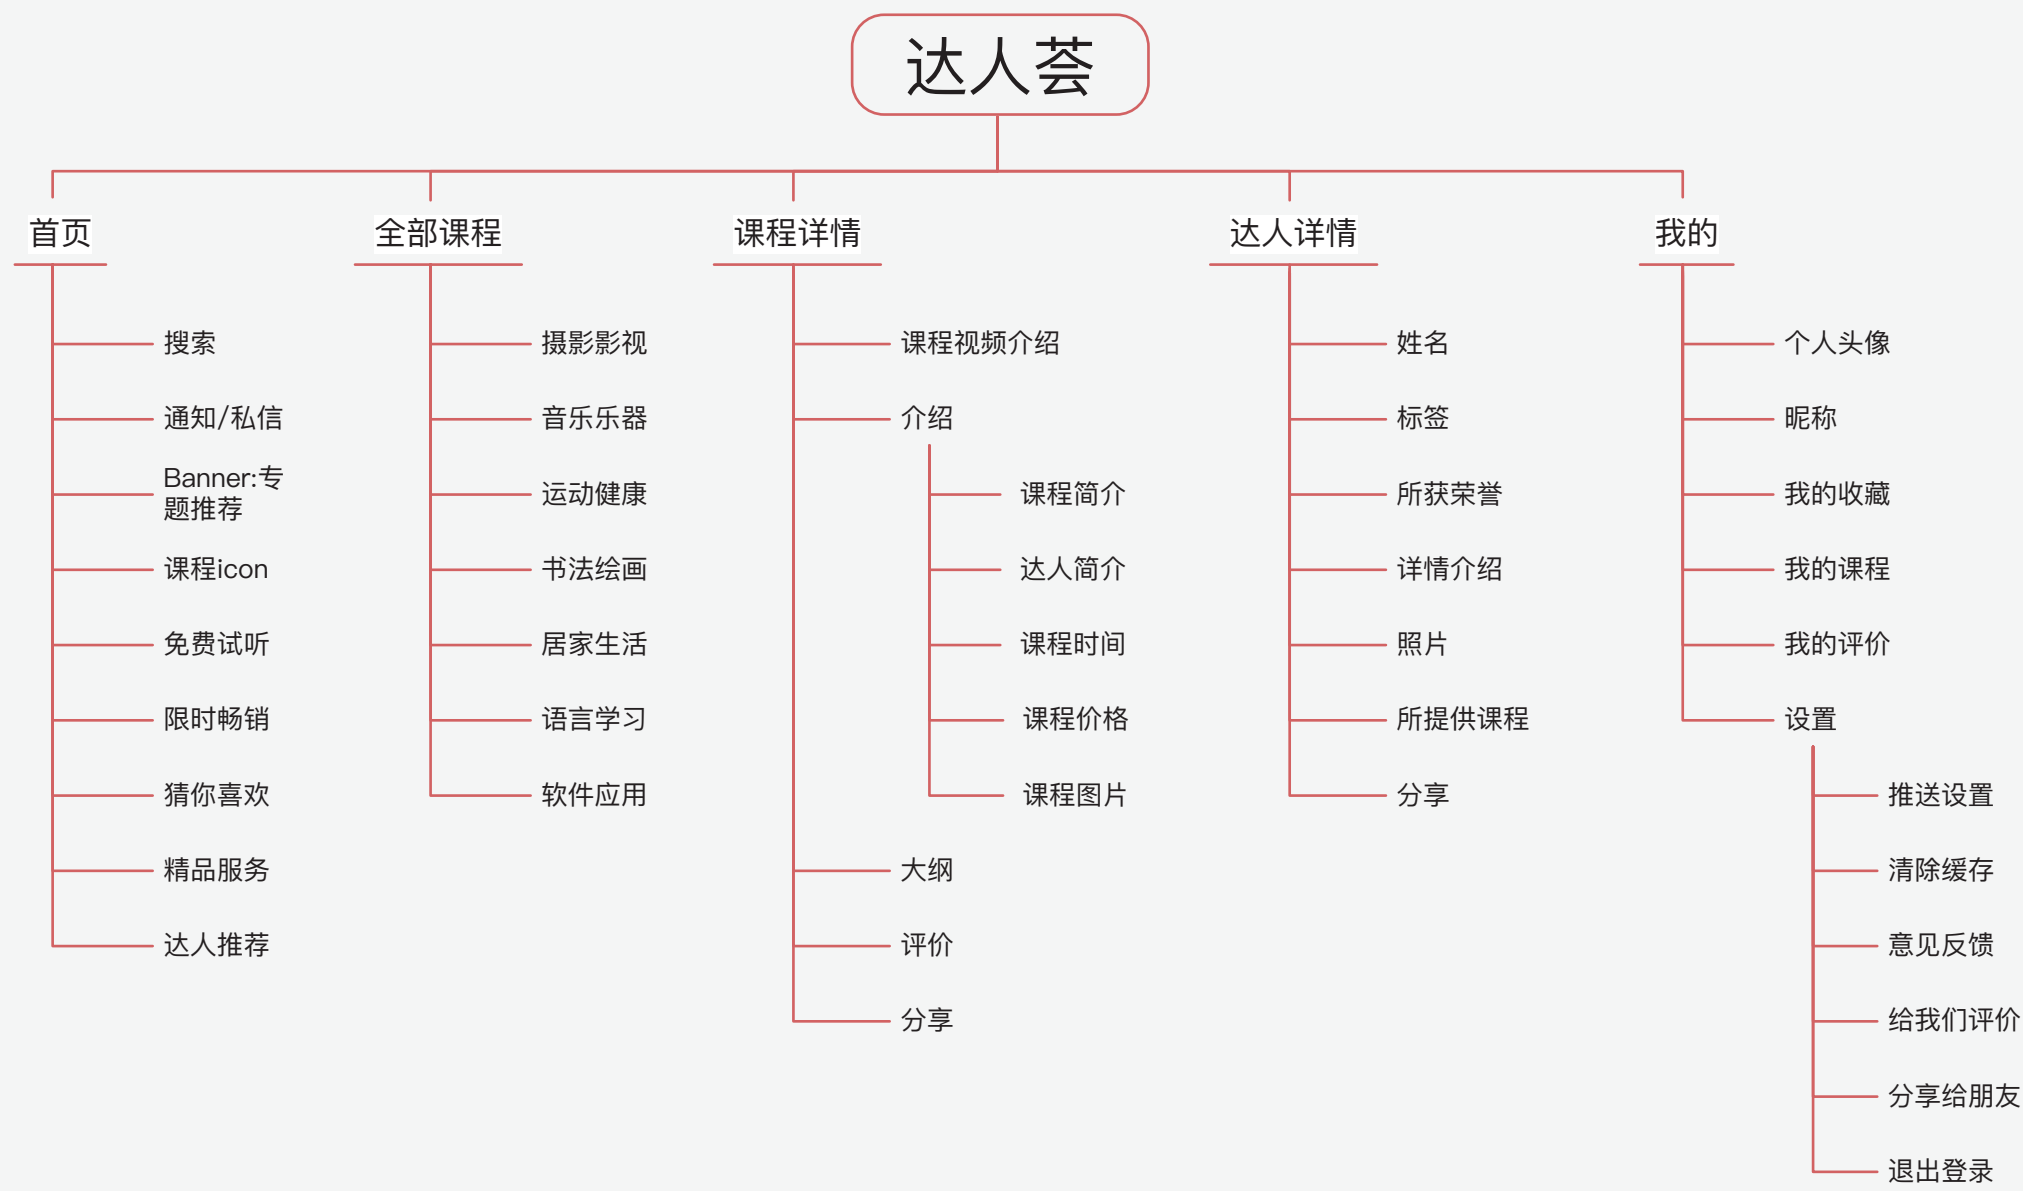 达人荟
首页
搜索
通知/私信
Banner:专
题推荐
课程icon
免费试听
限时畅销
猜你喜欢
精品服务
达人推荐
全部课程
摄影影视
音乐乐器
运动健康
书法绘画
居家生活
语言学习
软件应用
课程详情
课程视频介绍
介绍
课程简介
达人简介
课程时间
课程价格
课程图片
大纲
评价
分享
达人详情
姓名
标签
所获荣誉
详情介绍
照片
所提供课程
分享
我的
个人头像
昵称
我的收藏
我的课程
我的评价
设置
推送设置
清除缓存
意见反馈
给我们评价
分享给朋友
退出登录